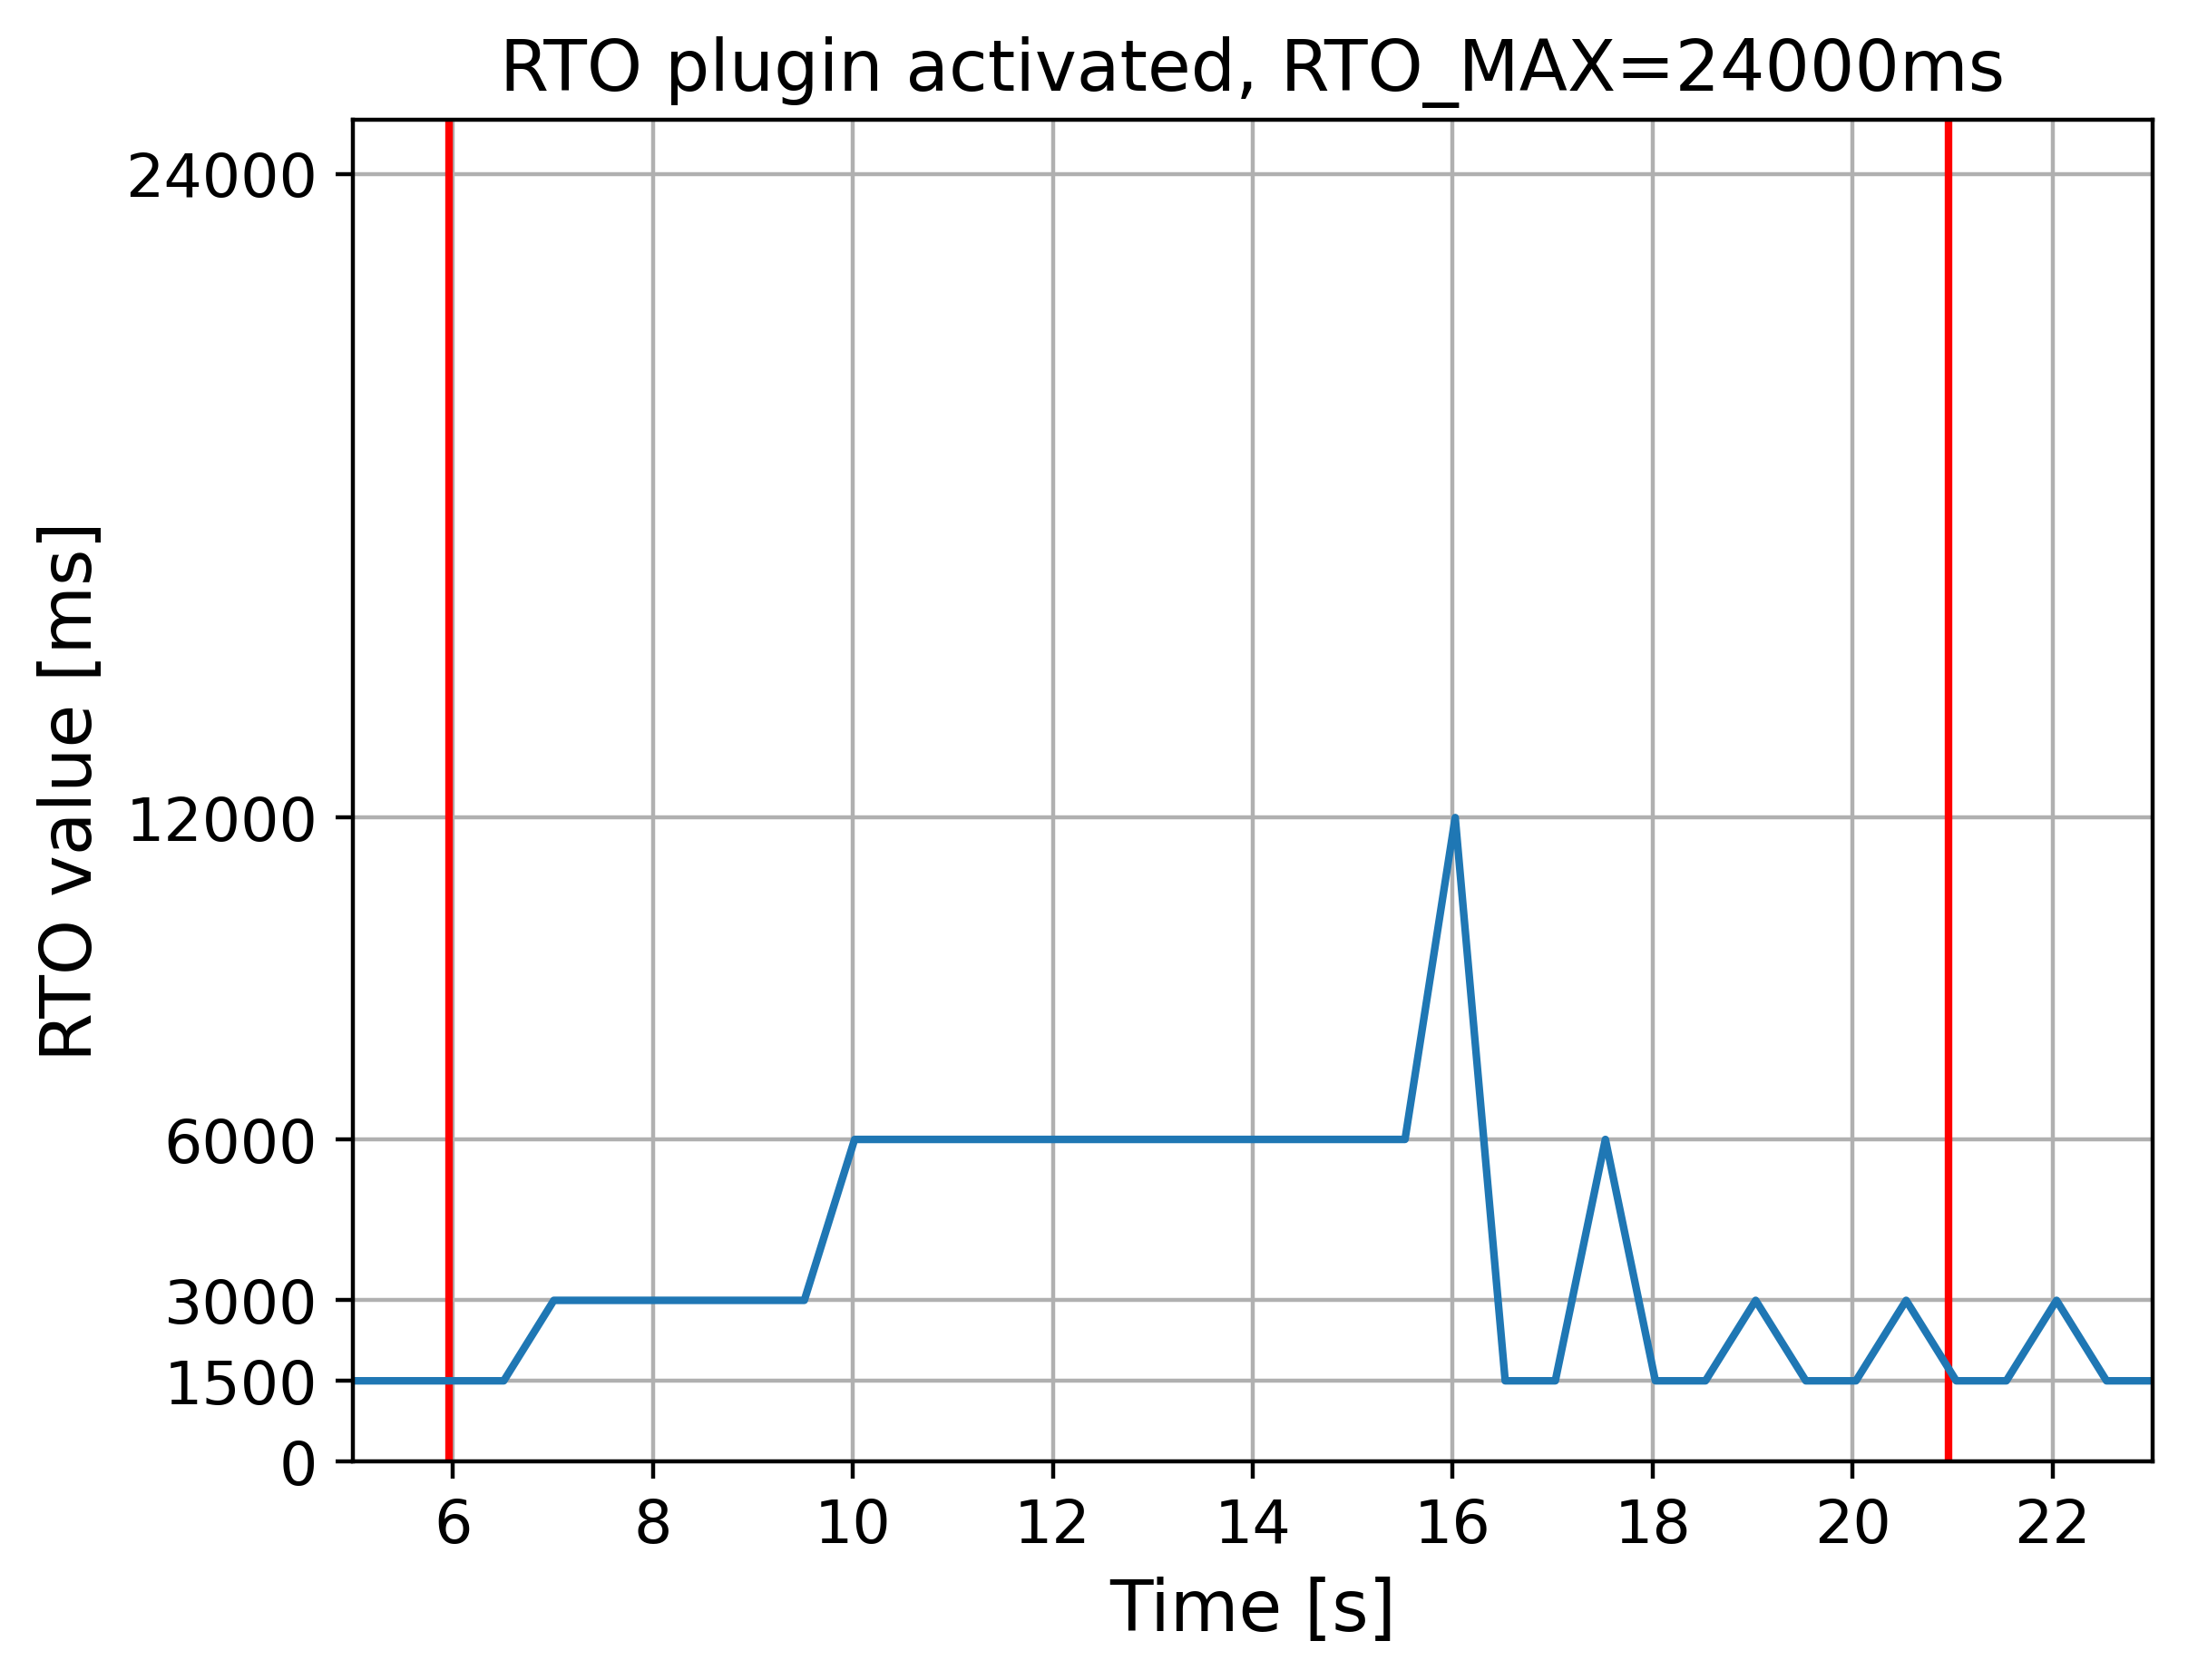 RTO plugin activated, RTO_MAX=24000ms
RTO value [ms]
24000
12000
6000
3000
1500
0
6 8 10 12 14 16 18 20 22
Time [s]